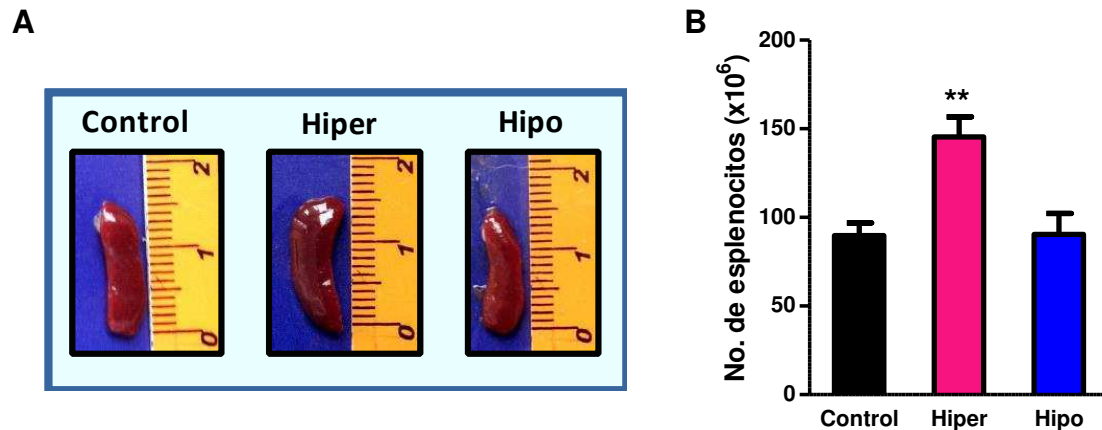 A
Control
Hiper
Hipo
2
1
0
2
1
0
2
1
0
B
No. de esplenocitos (x10⁶)
200
150
100
50
0
**
Control
Hiper
Hipo